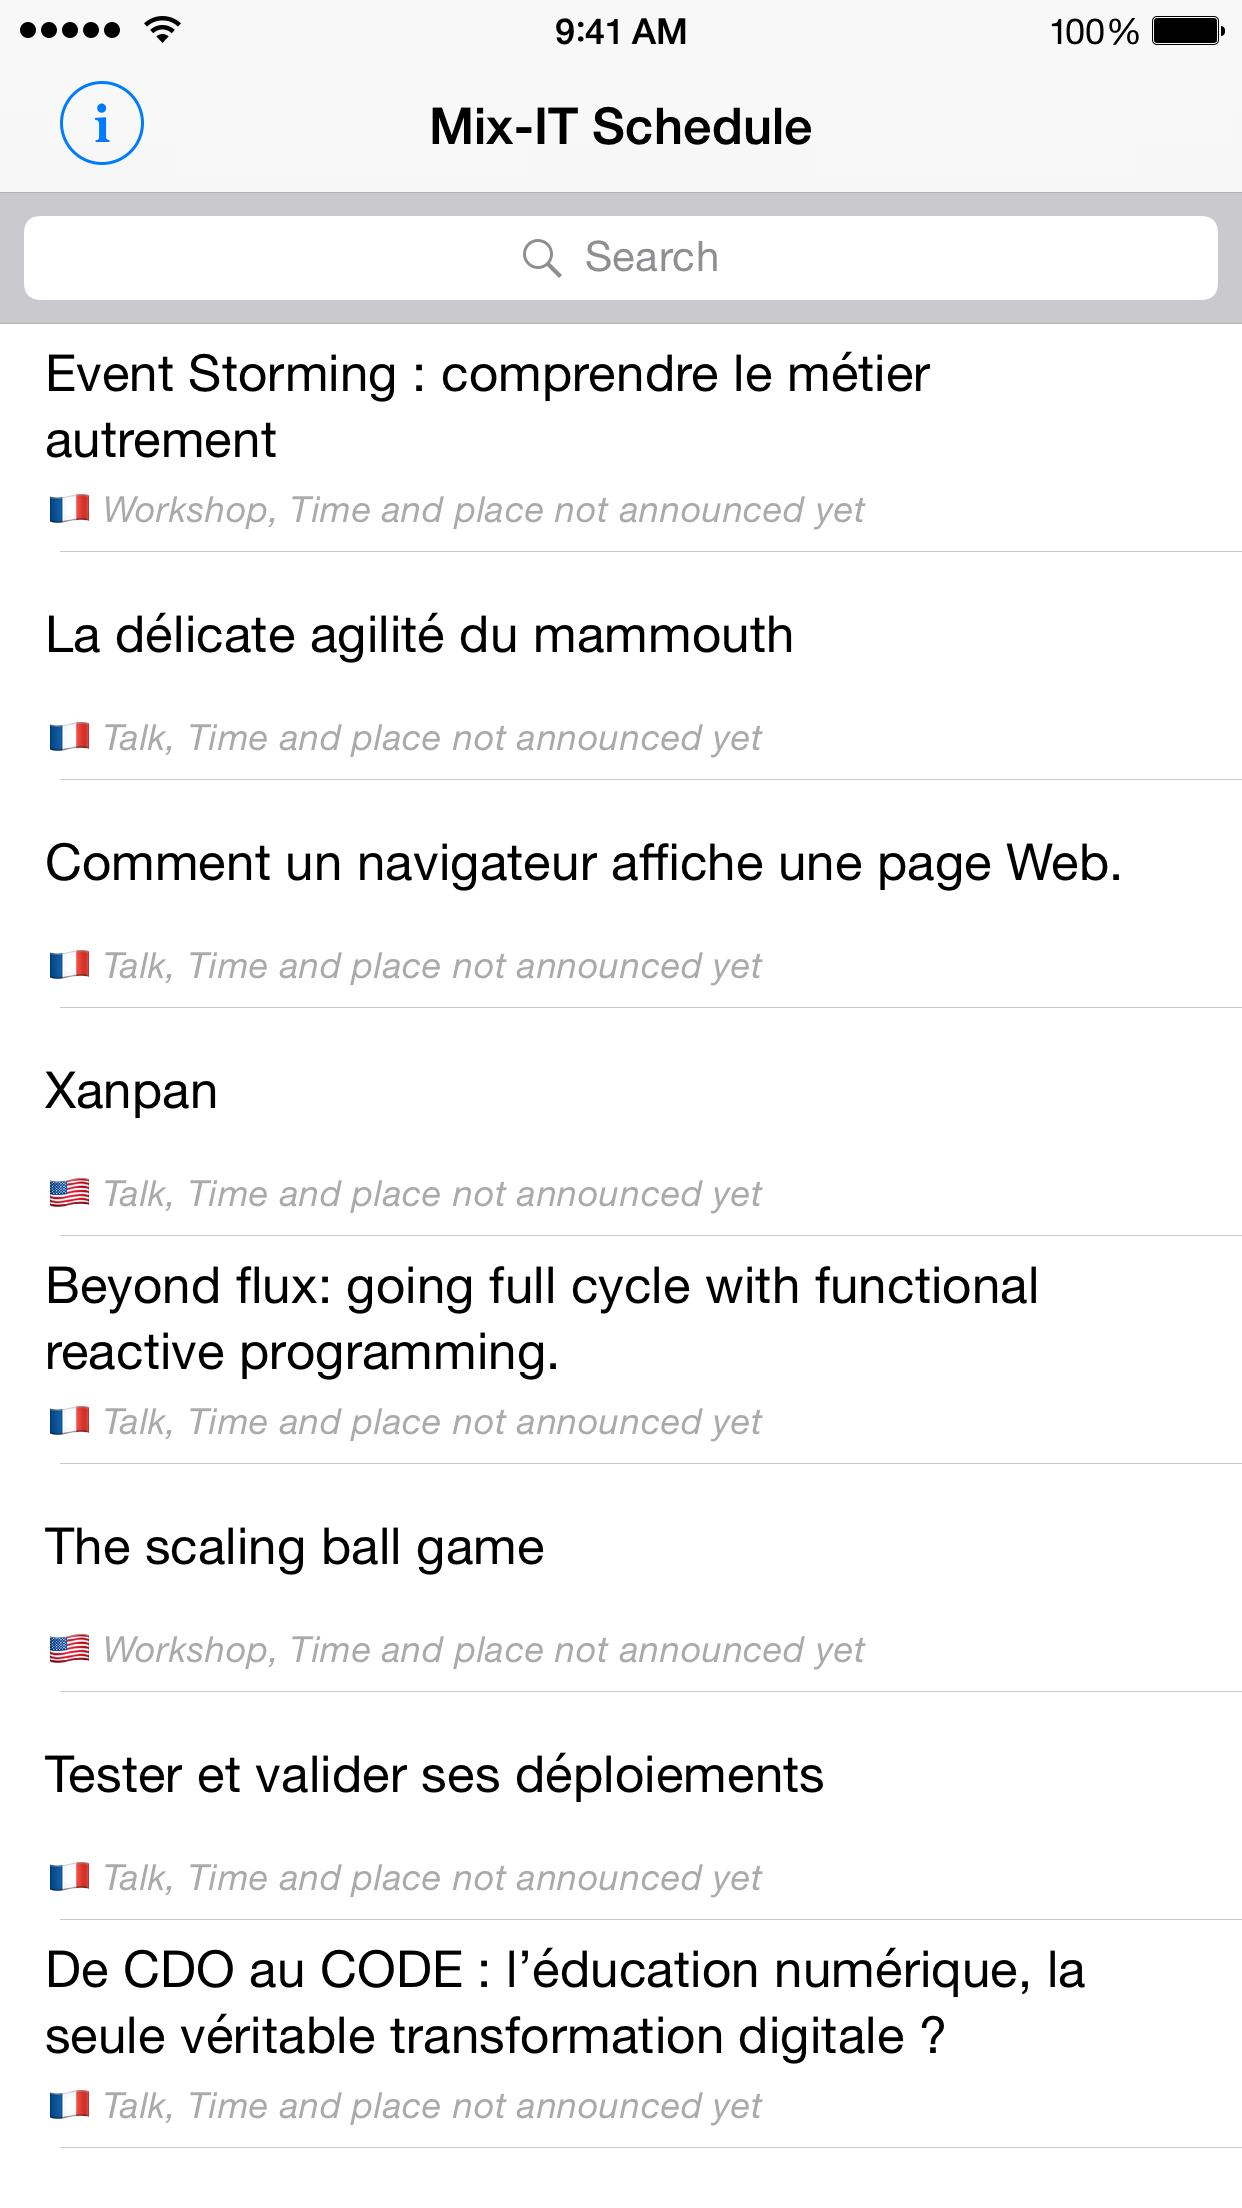 9:41 AM
100%
i
Mix-IT Schedule
Search
Event Storming : comprendre le métier
autrement
🇫🇷 Workshop, Time and place not announced yet
La délicate agilité du mammouth
🇫🇷 Talk, Time and place not announced yet
Comment un navigateur affiche une page Web.
🇫🇷 Talk, Time and place not announced yet
Xanpan
🇺🇸 Talk, Time and place not announced yet
Beyond flux: going full cycle with functional
reactive programming.
🇫🇷 Talk, Time and place not announced yet
The scaling ball game
🇺🇸 Workshop, Time and place not announced yet
Tester et valider ses déploiements
🇫🇷 Talk, Time and place not announced yet
De CDO au CODE : l’éducation numérique, la
seule véritable transformation digitale ?
🇫🇷 Talk, Time and place not announced yet